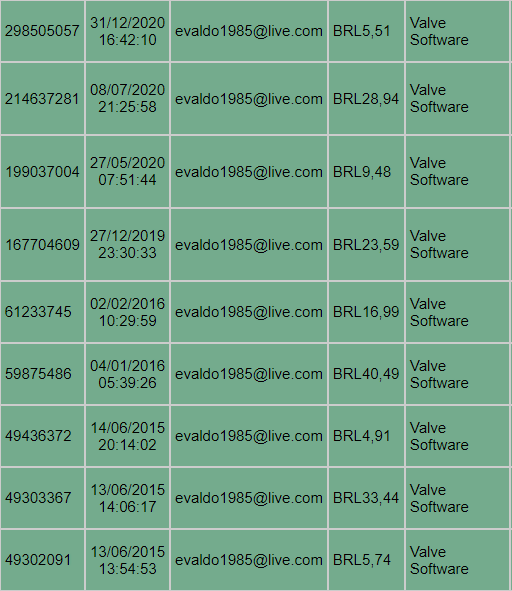 298505057 31/12/2020 16:42:10 evaldo1985@live.com BRL5,51 Valve Software
214637281 08/07/2020 21:25:58 evaldo1985@live.com BRL28,94 Valve Software
199037004 27/05/2020 07:51:44 evaldo1985@live.com BRL9,48 Valve Software
167704609 27/12/2019 23:30:33 evaldo1985@live.com BRL23,59 Valve Software
61233745 02/02/2016 10:29:59 evaldo1985@live.com BRL16,99 Valve Software
59875486 04/01/2016 05:39:26 evaldo1985@live.com BRL40,49 Valve Software
49436372 14/06/2015 20:14:02 evaldo1985@live.com BRL4,91 Valve Software
49303367 13/06/2015 14:06:17 evaldo1985@live.com BRL33,44 Valve Software
49302091 13/06/2015 13:54:53 evaldo1985@live.com BRL5,74 Valve Software